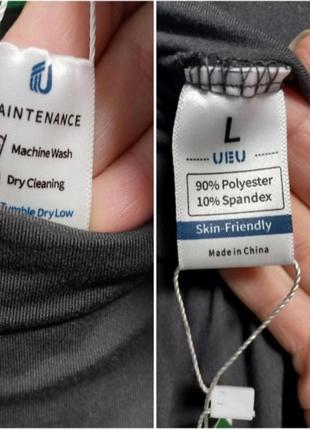 AINTENANCE
Machine Wash
Dry Cleaning
Tumble Dry Low
L
UEU
90% Polyester
10% Spandex
Skin-Friendly
Made in China